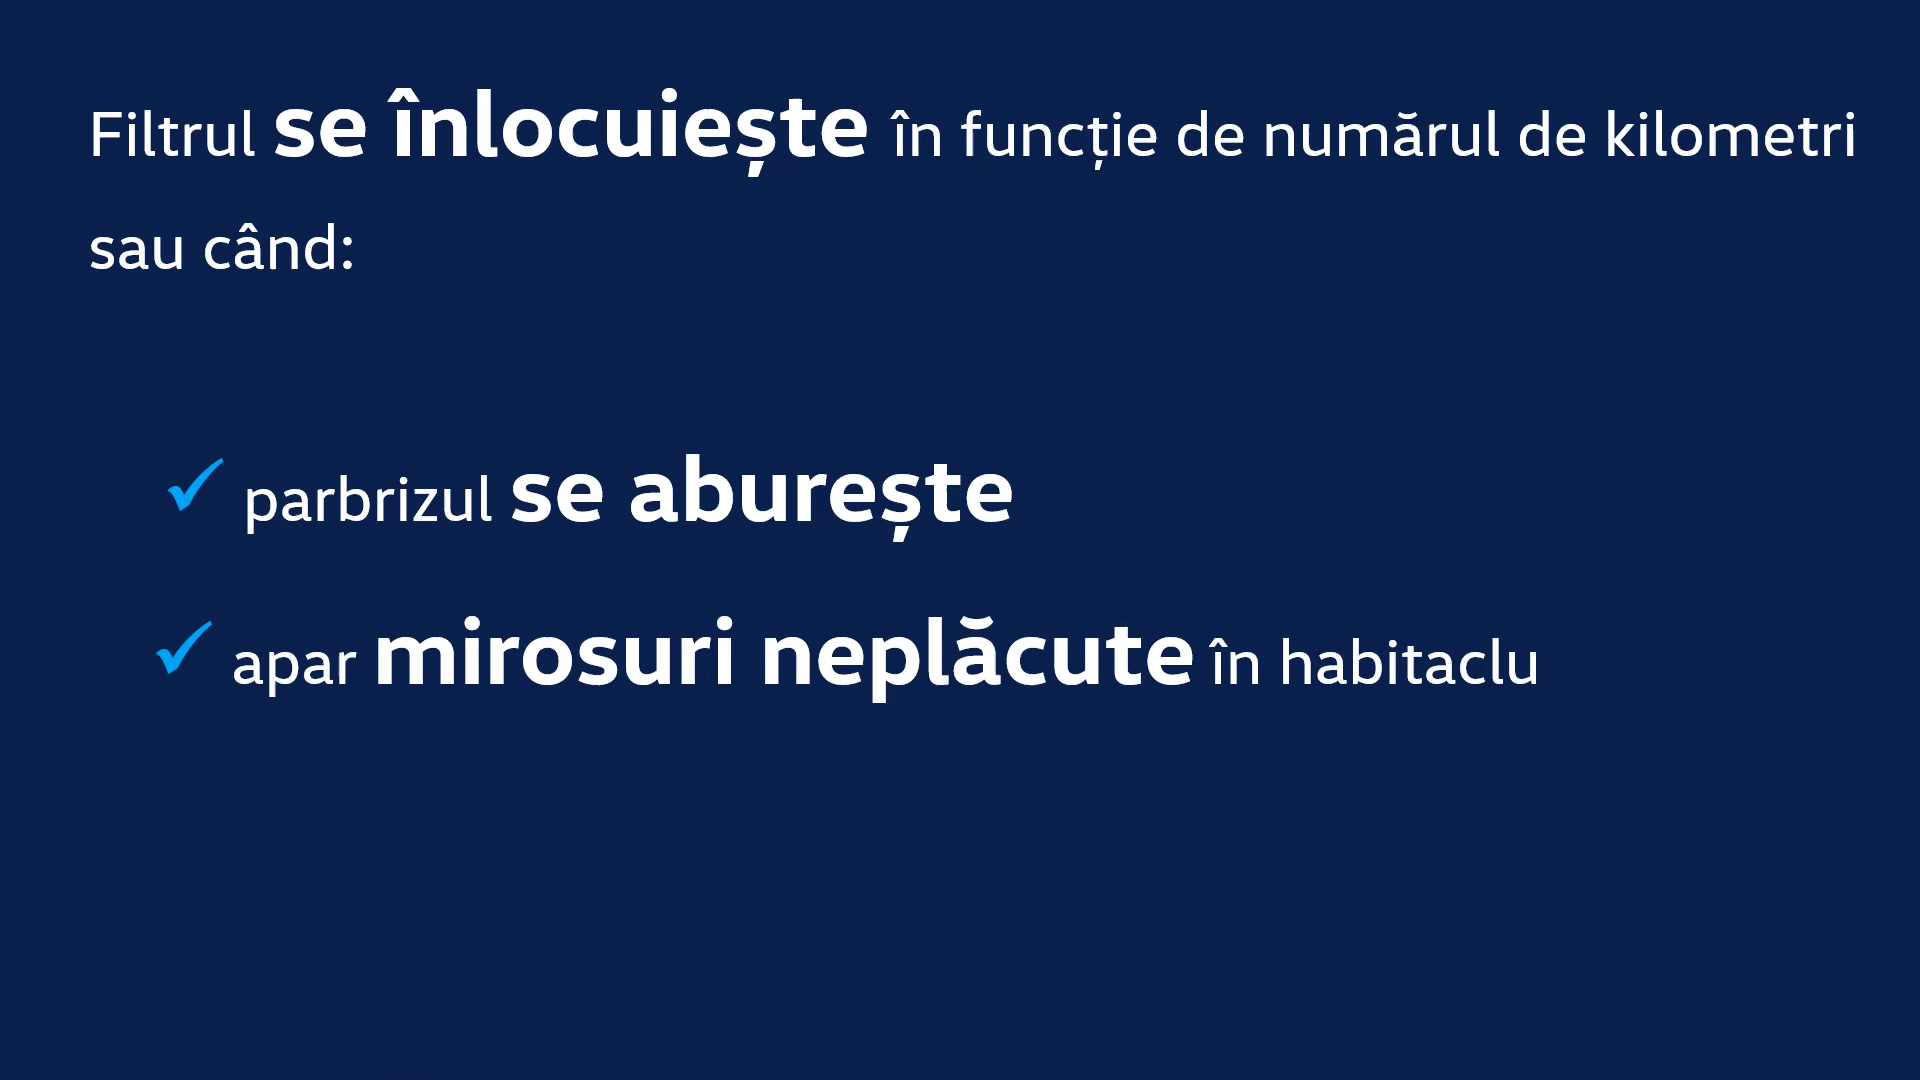 Filtrul se înlocuiește în funcție de numărul de kilometri
sau când:
✓ parbrizul se aburește
✓ apar mirosuri neplăcute în habitaclu